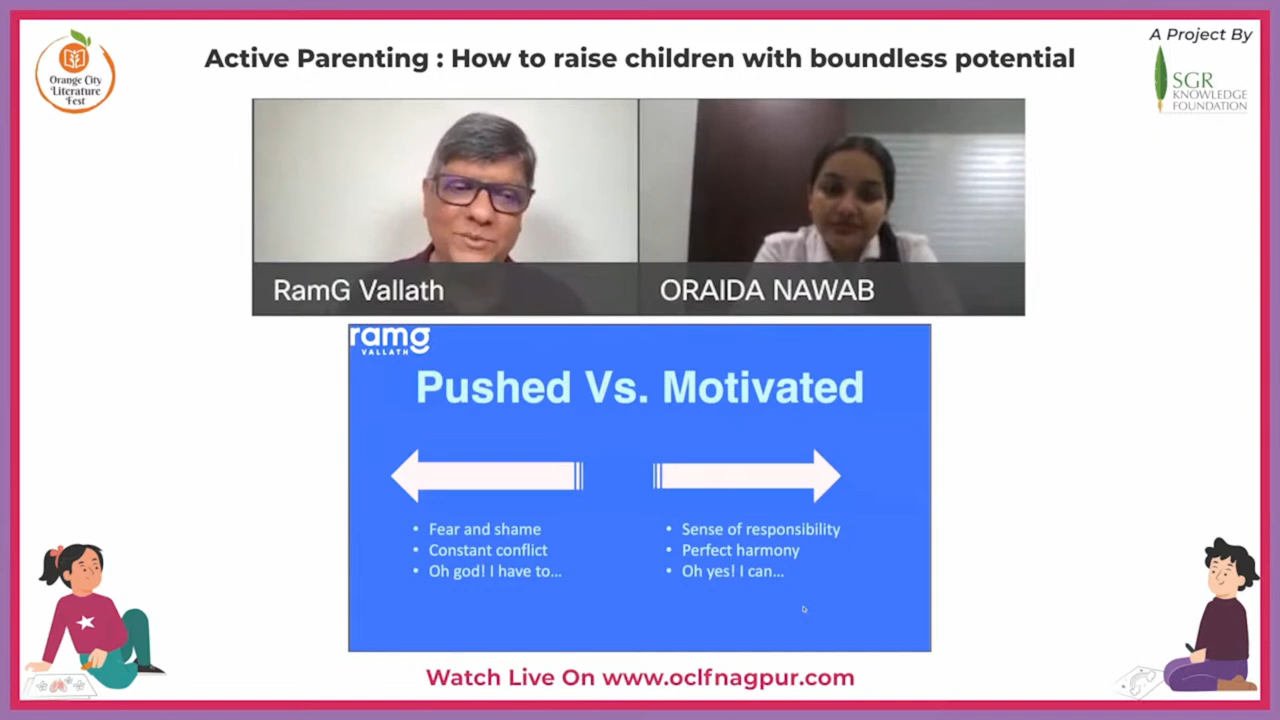 Active Parenting : How to raise children with boundless potential
Orange City
Literature
Fest
A Project By
SGR
KNOWLEDGE
FOUNDATION
RamG Vallath
ORAIDA NAWAB
ramg
VALLATH
Pushed Vs. Motivated
• Fear and shame
• Constant conflict
• Oh god! I have to...
• Sense of responsibility
• Perfect harmony
• Oh yes! I can...
Watch Live On www.oclfnagpur.com